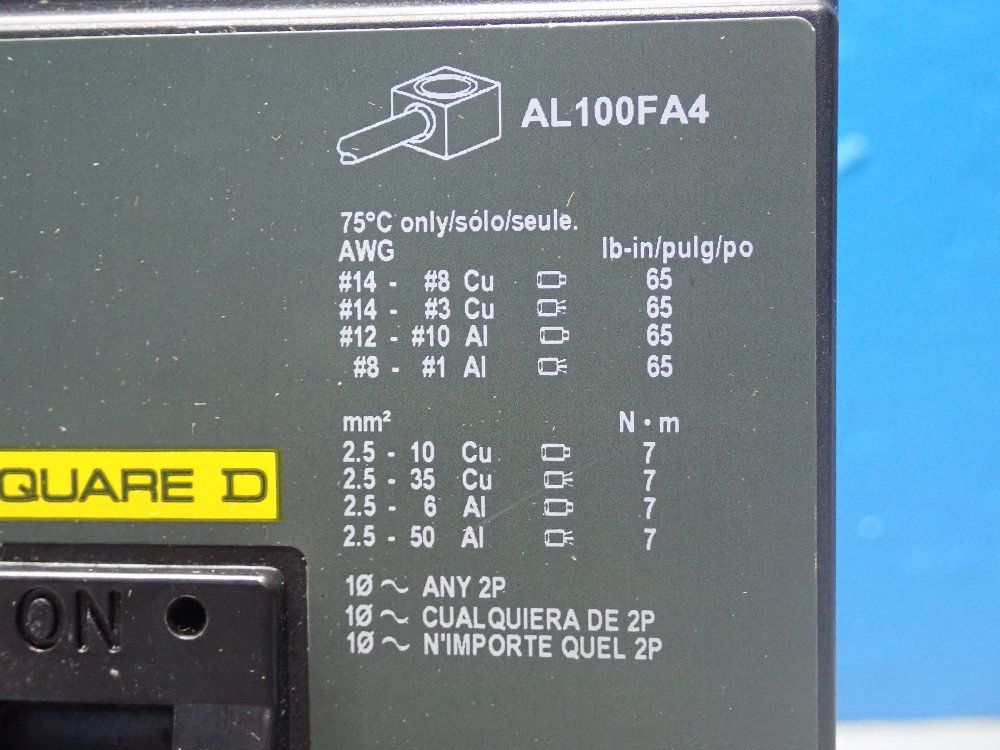 AL100FA4
75°C only/sólo/seule.
AWG lb-in/pulg/po
#14 - #8 Cu 65
#14 - #3 Cu 65
#12 - #10 Al 65
#8 - #1 Al 65
mm² N·m
2.5 - 10 Cu 7
2.5 - 35 Cu 7
2.5 - 6 Al 7
2.5 - 50 Al 7
QUARE D
1Ø ~ ANY 2P
1Ø ~ CUALQUIERA DE 2P
1Ø ~ N'IMPORTE QUEL 2P
ON